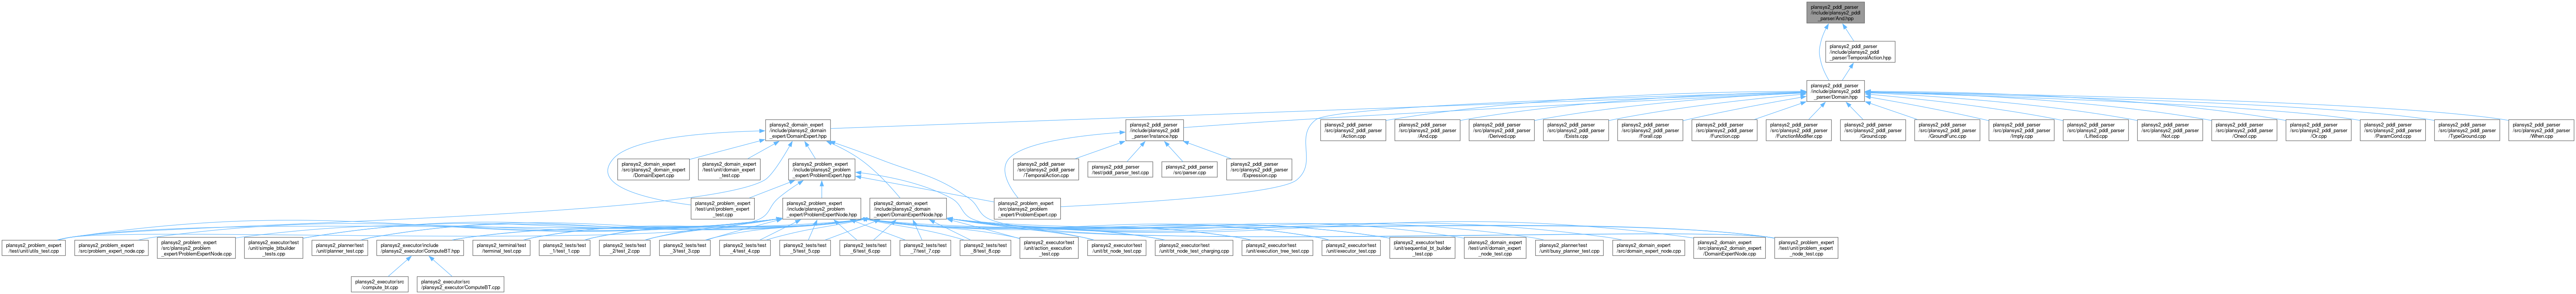 plansys2_pddl_parser
/include/plansys2_pddl
_parser/And.hpp
plansys2_pddl_parser
/include/plansys2_pddl
_parser/TemporalAction.hpp
plansys2_pddl_parser
/include/plansys2_pddl
_parser/Domain.hpp
plansys2_domain_expert
/include/plansys2_domain
_expert/DomainExpert.hpp
plansys2_pddl_parser
/include/plansys2_pddl
_parser/Instance.hpp
plansys2_pddl_parser
/src/plansys2_pddl_parser
/Action.cpp
plansys2_pddl_parser
/src/plansys2_pddl_parser
/And.cpp
plansys2_pddl_parser
/src/plansys2_pddl_parser
/Derived.cpp
plansys2_pddl_parser
/src/plansys2_pddl_parser
/Exists.cpp
plansys2_pddl_parser
/src/plansys2_pddl_parser
/Forall.cpp
plansys2_pddl_parser
/src/plansys2_pddl_parser
/Function.cpp
plansys2_pddl_parser
/src/plansys2_pddl_parser
/FunctionModifier.cpp
plansys2_pddl_parser
/src/plansys2_pddl_parser
/Ground.cpp
plansys2_pddl_parser
/src/plansys2_pddl_parser
/GroundFunc.cpp
plansys2_pddl_parser
/src/plansys2_pddl_parser
/Imply.cpp
plansys2_pddl_parser
/src/plansys2_pddl_parser
/Lifted.cpp
plansys2_pddl_parser
/src/plansys2_pddl_parser
/Not.cpp
plansys2_pddl_parser
/src/plansys2_pddl_parser
/Oneof.cpp
plansys2_pddl_parser
/src/plansys2_pddl_parser
/Or.cpp
plansys2_pddl_parser
/src/plansys2_pddl_parser
/ParamCond.cpp
plansys2_pddl_parser
/src/plansys2_pddl_parser
/TypeGround.cpp
plansys2_pddl_parser
/src/plansys2_pddl_parser
/When.cpp
plansys2_domain_expert
/src/plansys2_domain_expert
/DomainExpert.cpp
plansys2_domain_expert
/test/unit/domain_expert
_test.cpp
plansys2_problem_expert
/include/plansys2_problem
_expert/ProblemExpert.hpp
plansys2_pddl_parser
/src/plansys2_pddl_parser
/TemporalAction.cpp
plansys2_pddl_parser
/test/pddl_parser_test.cpp
plansys2_pddl_parser
/src/parser.cpp
plansys2_pddl_parser
/src/plansys2_pddl_parser
/Expression.cpp
plansys2_problem_expert
/test/unit/problem_expert
_test.cpp
plansys2_problem_expert
/include/plansys2_problem
_expert/ProblemExpertNode.hpp
plansys2_domain_expert
/include/plansys2_domain
_expert/DomainExpertNode.hpp
plansys2_problem_expert
/src/plansys2_problem
_expert/ProblemExpert.cpp
plansys2_problem_expert
/test/unit/utils_test.cpp
plansys2_problem_expert
/src/problem_expert_node.cpp
plansys2_problem_expert
/src/plansys2_problem
_expert/ProblemExpertNode.cpp
plansys2_executor/test
/unit/simple_btbuilder
_tests.cpp
plansys2_planner/test
/unit/planner_test.cpp
plansys2_executor/include
/plansys2_executor/ComputeBT.hpp
plansys2_terminal/test
/terminal_test.cpp
plansys2_tests/test
_1/test_1.cpp
plansys2_tests/test
_2/test_2.cpp
plansys2_tests/test
_3/test_3.cpp
plansys2_tests/test
_4/test_4.cpp
plansys2_tests/test
_5/test_5.cpp
plansys2_tests/test
_6/test_6.cpp
plansys2_tests/test
_7/test_7.cpp
plansys2_tests/test
_8/test_8.cpp
plansys2_executor/test
/unit/action_execution
_test.cpp
plansys2_executor/test
/unit/bt_node_test.cpp
plansys2_executor/test
/unit/bt_node_test_charging.cpp
plansys2_executor/test
/unit/execution_tree_test.cpp
plansys2_executor/test
/unit/executor_test.cpp
plansys2_executor/test
/unit/sequential_bt_builder
_test.cpp
plansys2_domain_expert
/test/unit/domain_expert
_node_test.cpp
plansys2_planner/test
/unit/busy_planner_test.cpp
plansys2_domain_expert
/src/domain_expert_node.cpp
plansys2_domain_expert
/src/plansys2_domain_expert
/DomainExpertNode.cpp
plansys2_problem_expert
/test/unit/problem_expert
_node_test.cpp
plansys2_executor/src
/compute_bt.cpp
plansys2_executor/src
/plansys2_executor/ComputeBT.cpp